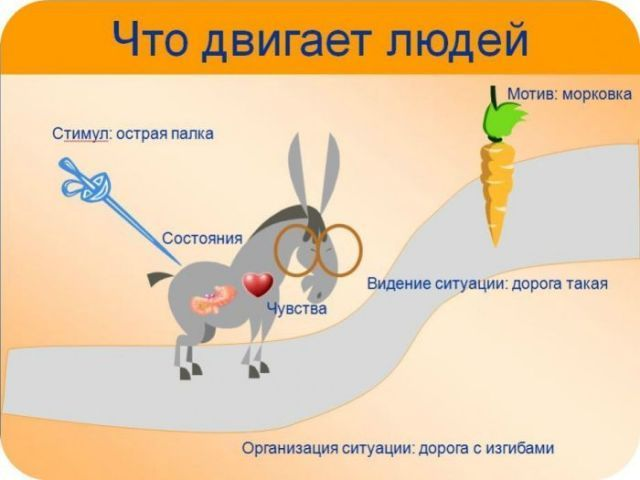 Что двигает людей
Мотив: морковка
Стимул: острая палка
Состояния
Видение ситуации: дорога такая
Чувства
Организация ситуации: дорога с изгибами